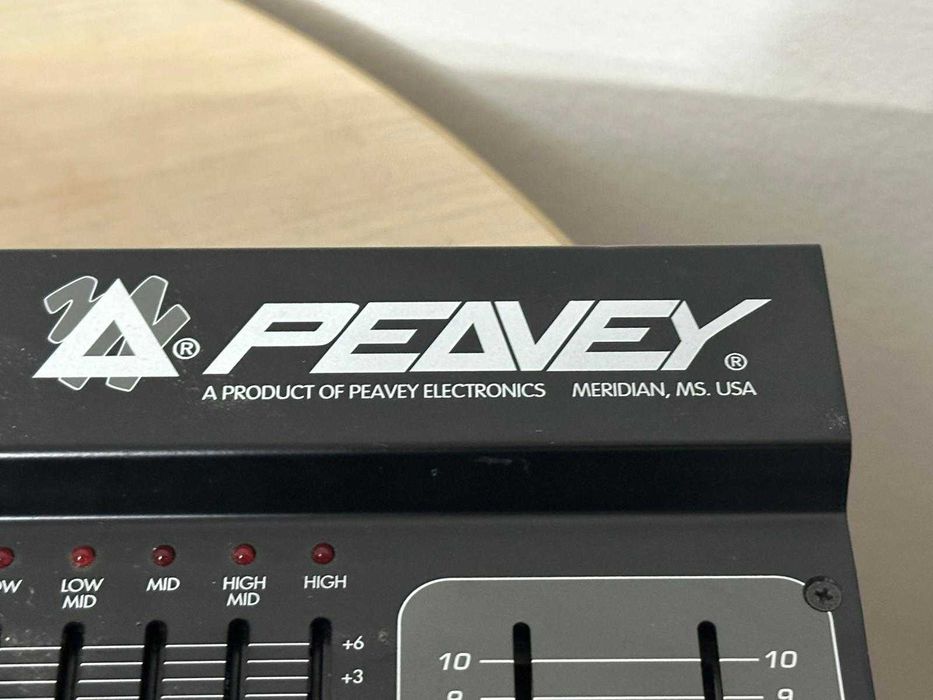 ® PEAVEY ®
A PRODUCT OF PEAVEY ELECTRONICS MERIDIAN, MS. USA
LOW MID HIGH HIGH
MID MID
+6
10 10
+3